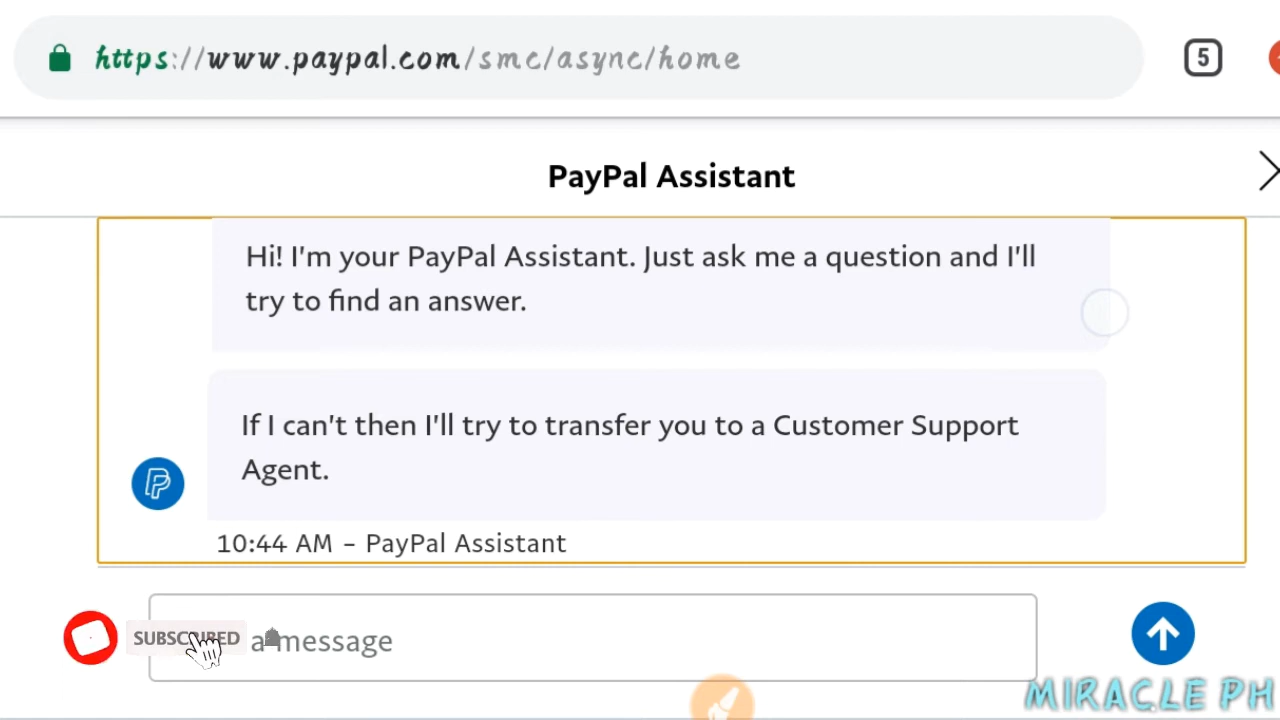 https://www.paypal.com/smc/async/home
5
PayPal Assistant
Hi! I'm your PayPal Assistant. Just ask me a question and I'll
try to find an answer.
If I can't then I'll try to transfer you to a Customer Support
Agent.
10:44 AM – PayPal Assistant
SUBSCRIBED
a message
MIRACLE PH